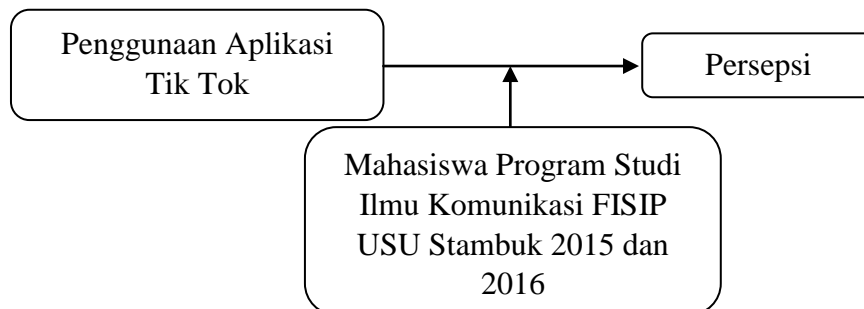 Penggunaan Aplikasi
Tik Tok
Persepsi
Mahasiswa Program Studi
Ilmu Komunikasi FISIP
USU Stambuk 2015 dan
2016